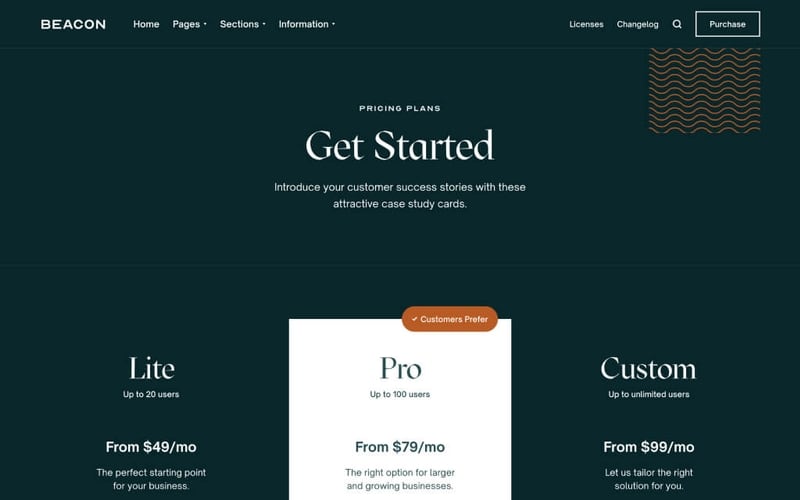 BEACON Home Pages Sections Information Licenses Changelog Purchase
PRICING PLANS
Get Started
Introduce your customer success stories with these
attractive case study cards.
✓ Customers Prefer
Lite
Up to 20 users
From $49/mo
The perfect starting point
for your business.
Pro
Up to 100 users
From $79/mo
The right option for larger
and growing businesses.
Custom
Up to unlimited users
From $99/mo
Let us tailor the right
solution for you.